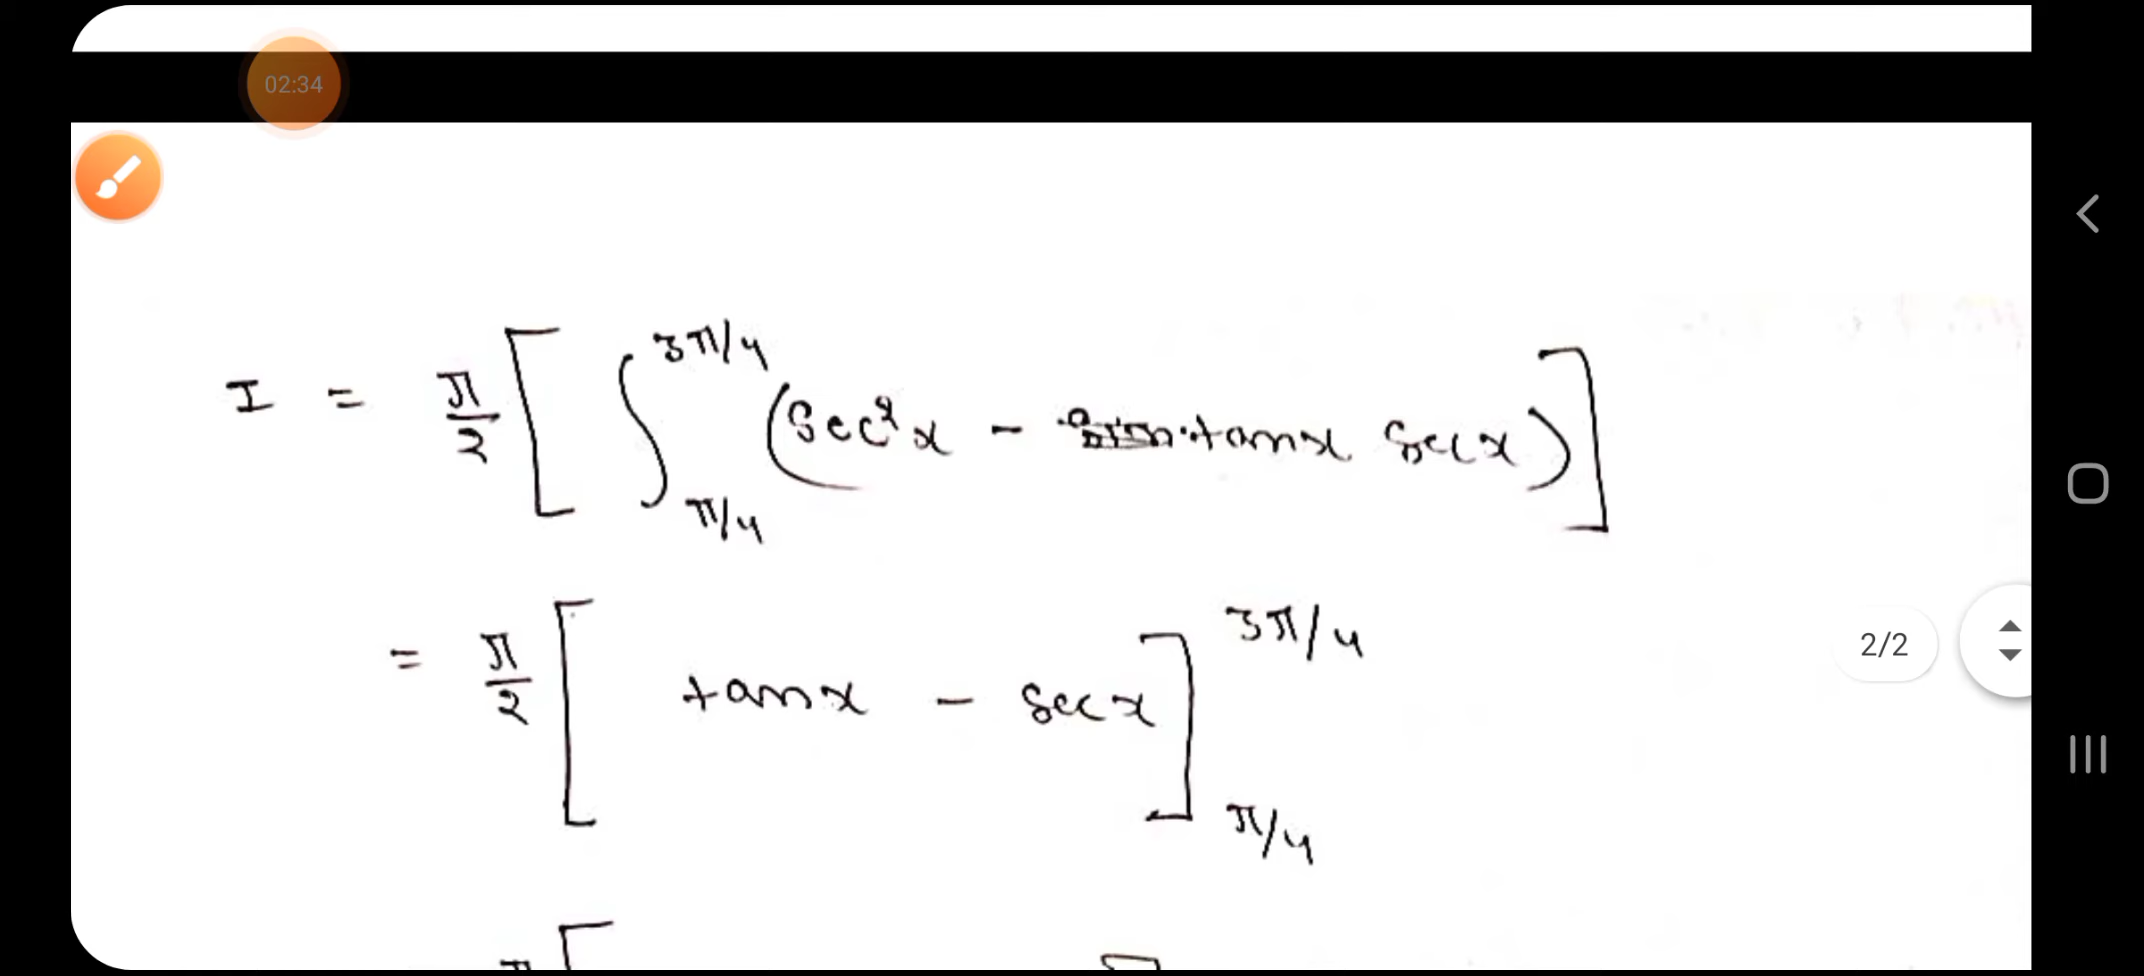 02:34
I = π/2 [ ∫ 3π/4 π/4 (sec²x - tanx secx) ]
= π/2 [ tanx - secx ] 3π/4 π/4
2/2